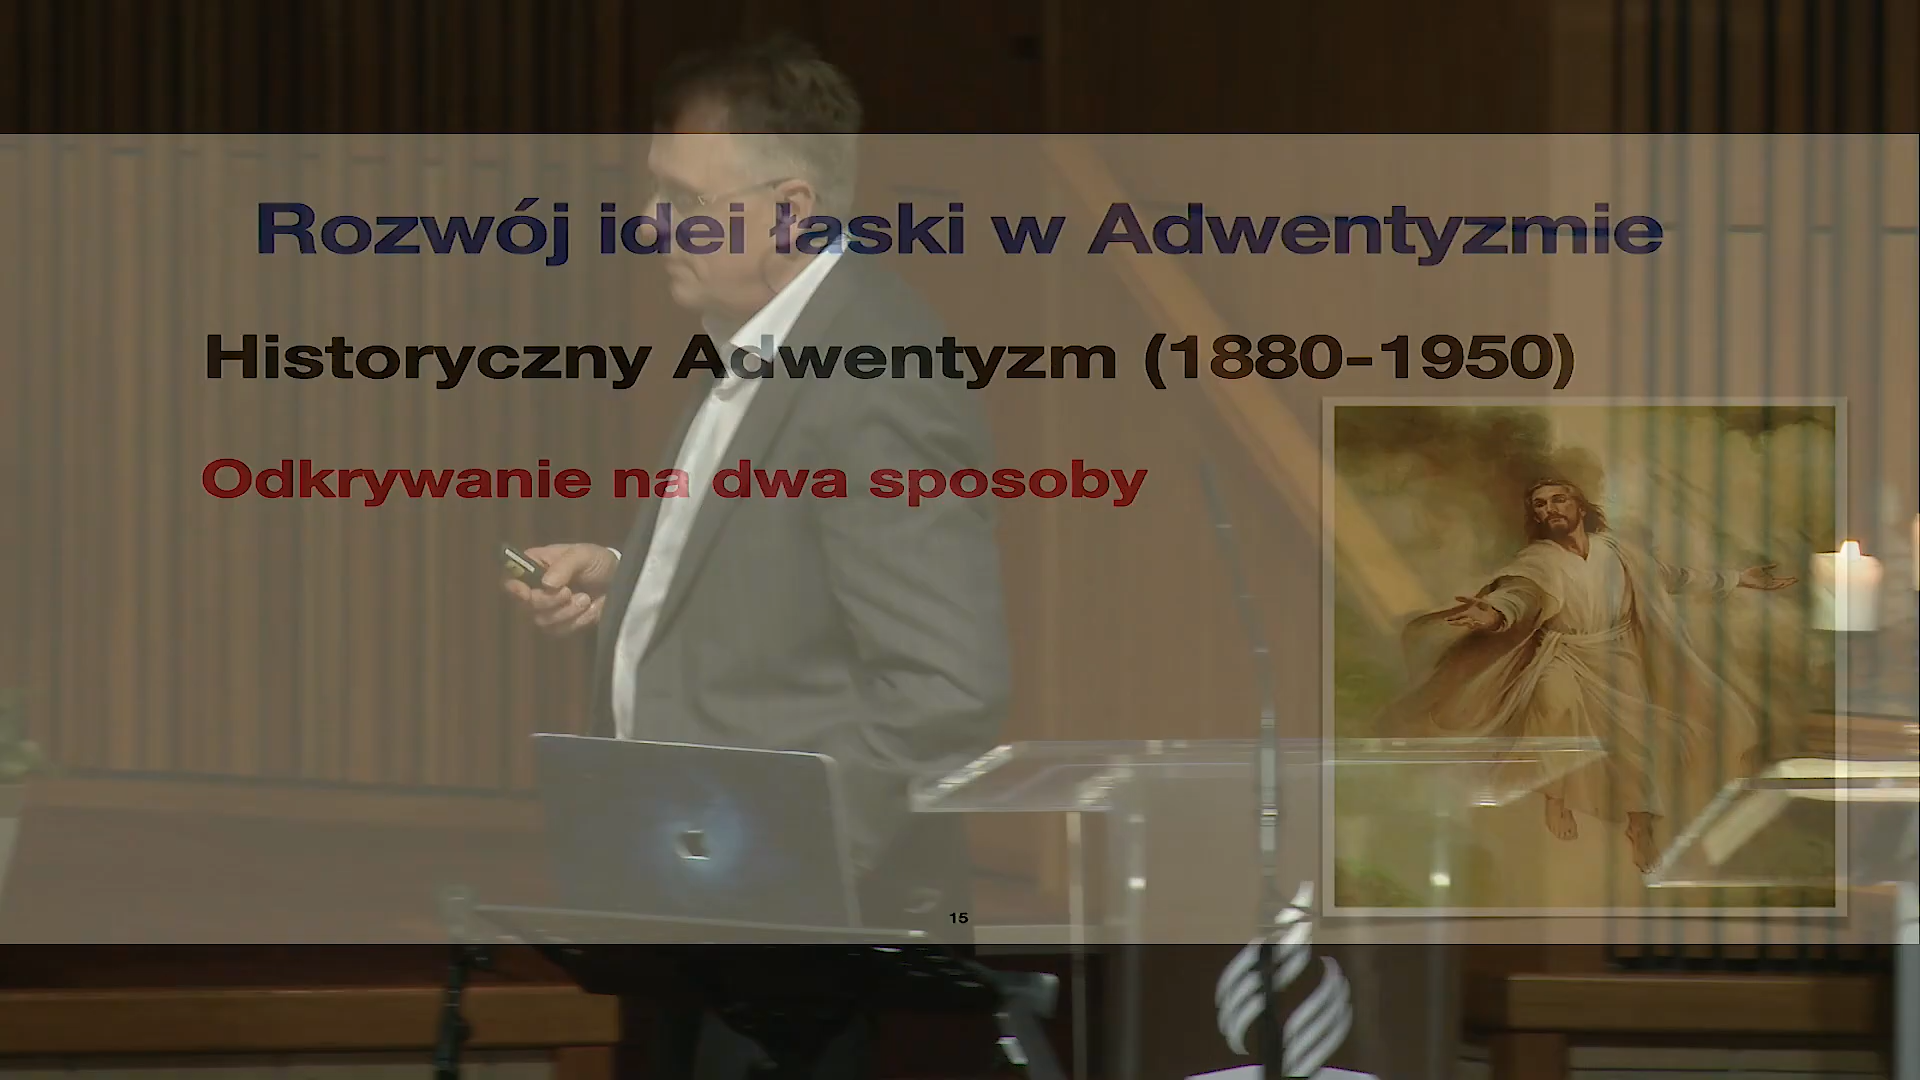 Rozwój idei łaski w Adwentyzmie
Historyczny Adwentyzm (1880-1950)
Odkrywanie na dwa sposoby
15